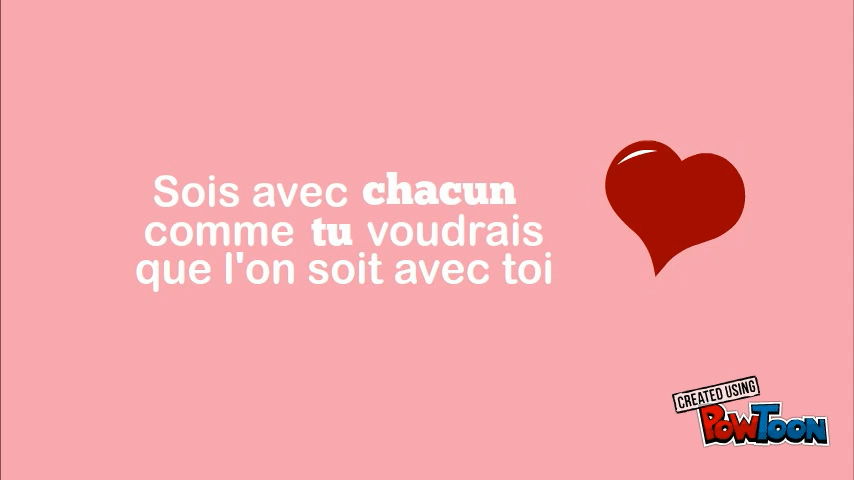 Sois avec chacun
comme tu voudrais
que l'on soit avec toi
CREATED USING
POWTOON